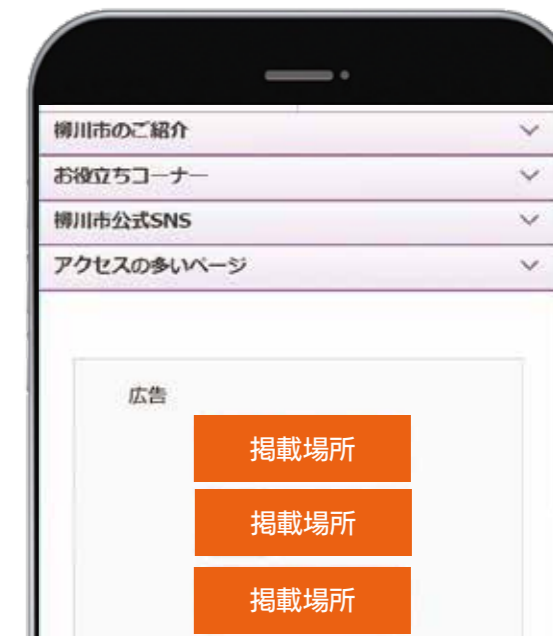 柳川市のご紹介
お役立ちコーナー
柳川市公式SNS
アクセスの多いページ
広告
掲載場所
掲載場所
掲載場所